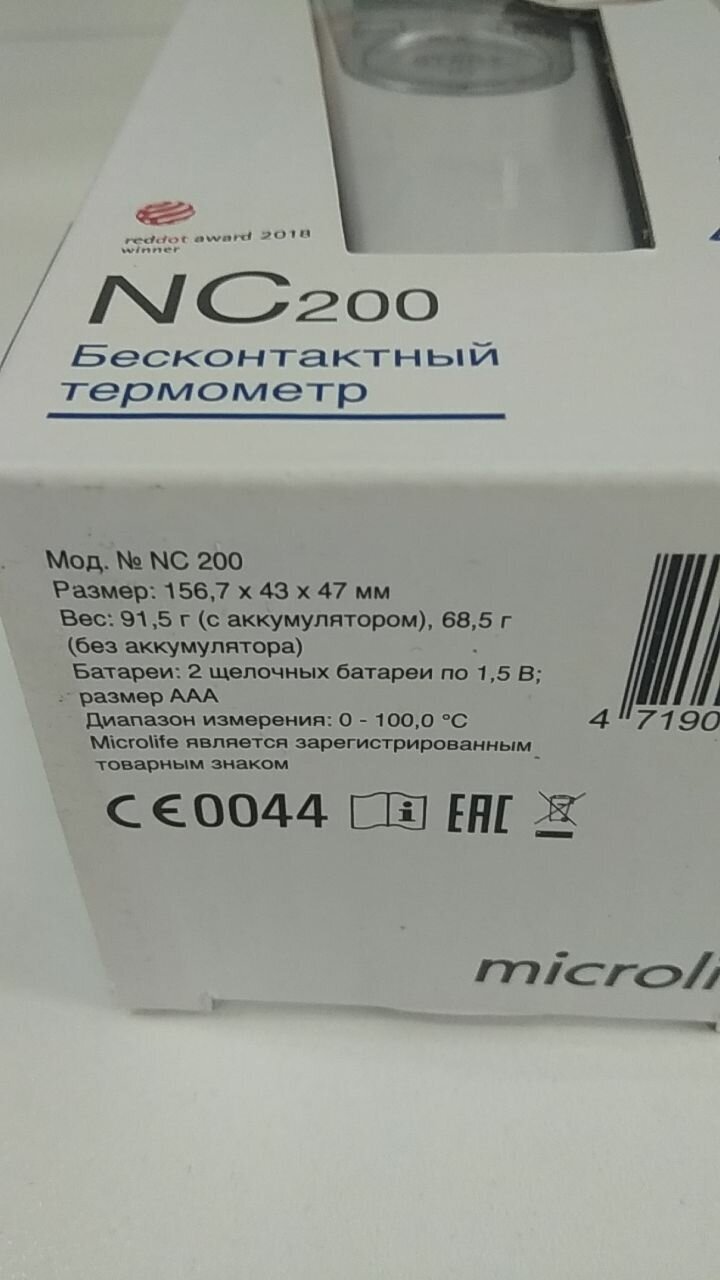 reddot award 2018
winner
NC200
Бесконтактный
термометр
Мод. № NC 200
Размер: 156,7 x 43 x 47 мм
Вес: 91,5 г (с аккумулятором), 68,5 г
(без аккумулятора)
Батареи: 2 щелочных батареи по 1,5 В;
размер AAA
Диапазон измерения: 0 - 100,0 °C
Microlife является зарегистрированным
товарным знаком
4 7190
CE0044 i EAC
microli